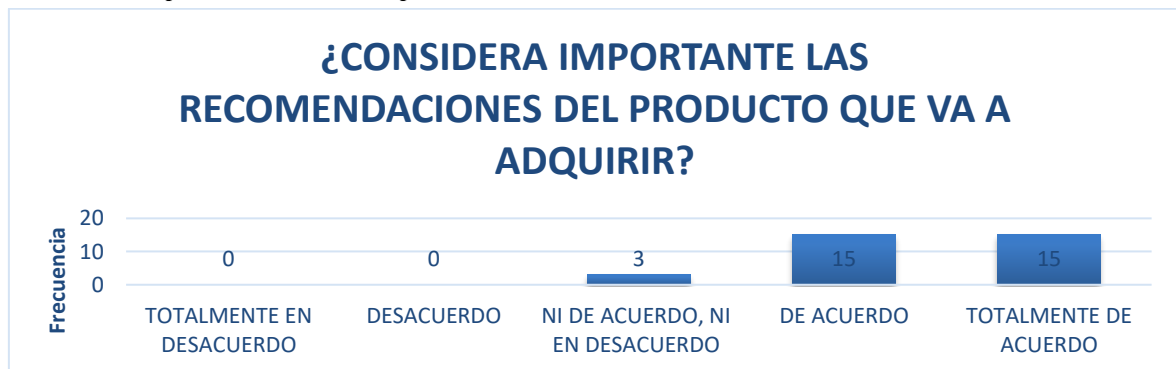 ¿CONSIDERA IMPORTANTE LAS
RECOMENDACIONES DEL PRODUCTO QUE VA A
ADQUIRIR?
Frecuencia
20
10
0
0
0
3
15
15
TOTALMENTE EN
DESACUERDO
DESACUERDO
NI DE ACUERDO, NI
EN DESACUERDO
DE ACUERDO
TOTALMENTE DE
ACUERDO